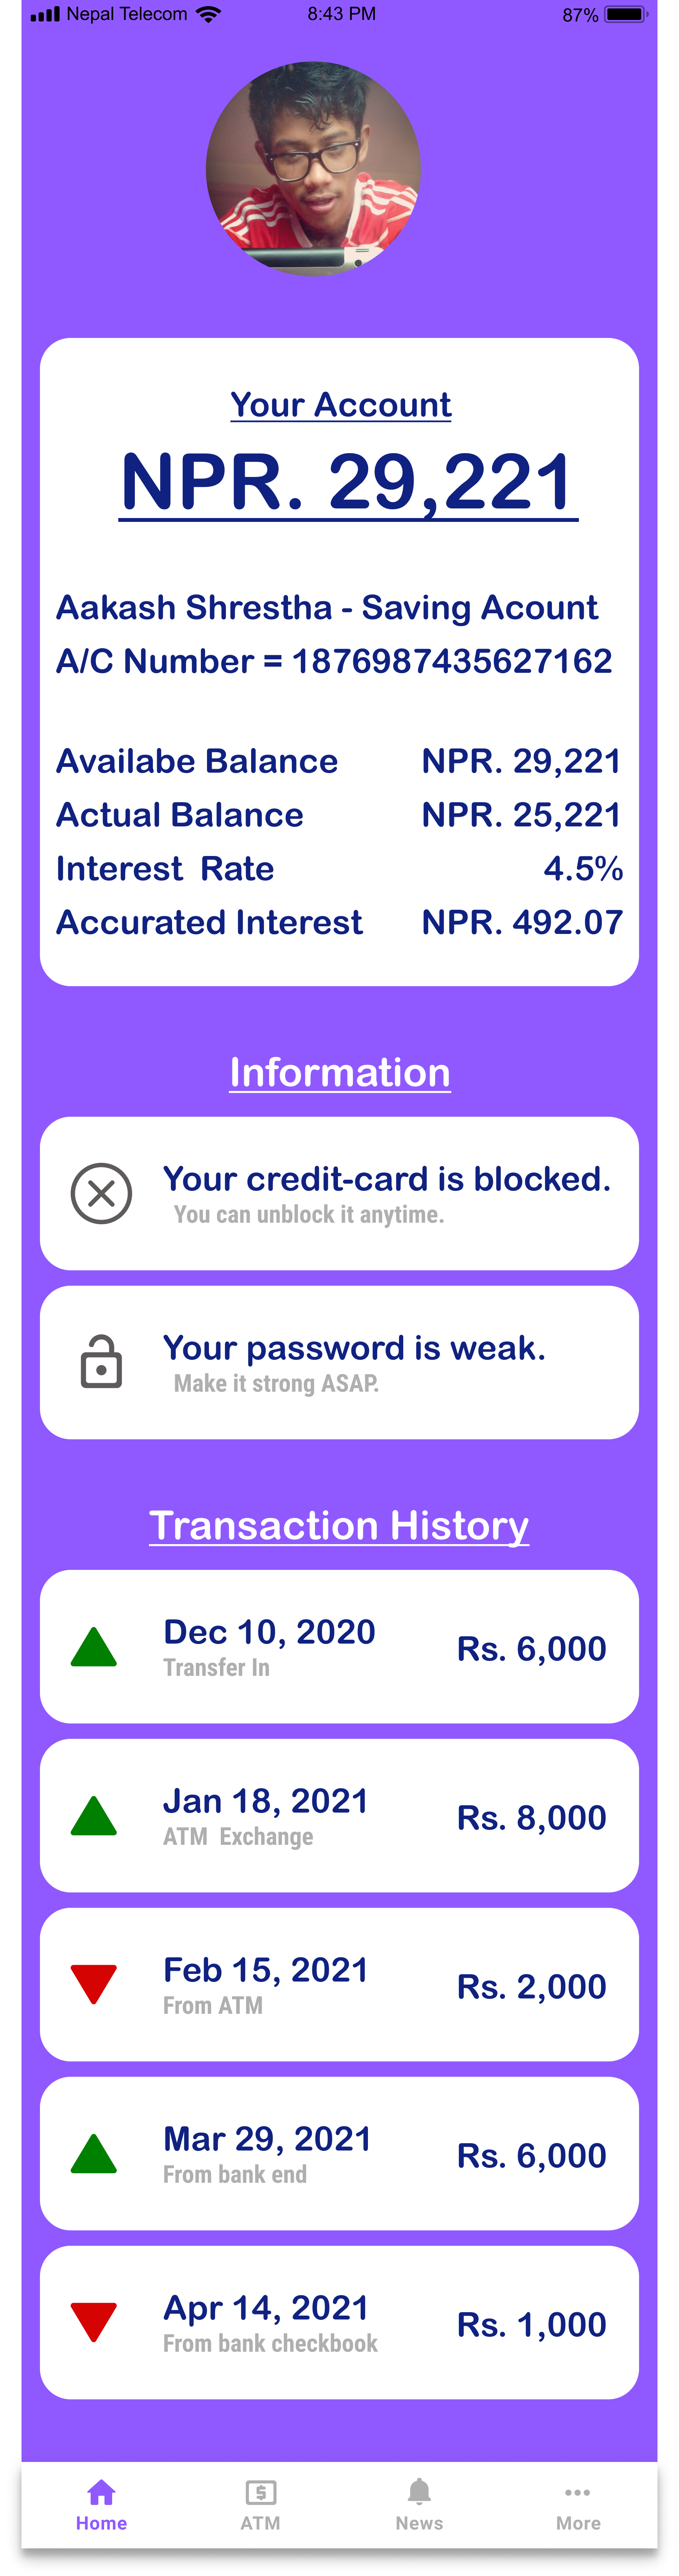 Nepal Telecom 8:43 PM 87%
Your Account
NPR. 29,221
Aakash Shrestha - Saving Acount
A/C Number = 1876987435627162
Availabe Balance NPR. 29,221
Actual Balance NPR. 25,221
Interest Rate 4.5%
Accurated Interest NPR. 492.07
Information
Your credit-card is blocked.
You can unblock it anytime.
Your password is weak.
Make it strong ASAP.
Transaction History
Dec 10, 2020 Rs. 6,000
Transfer In
Jan 18, 2021 Rs. 8,000
ATM Exchange
Feb 15, 2021 Rs. 2,000
From ATM
Mar 29, 2021 Rs. 6,000
From bank end
Apr 14, 2021 Rs. 1,000
From bank checkbook
$
Home ATM News More